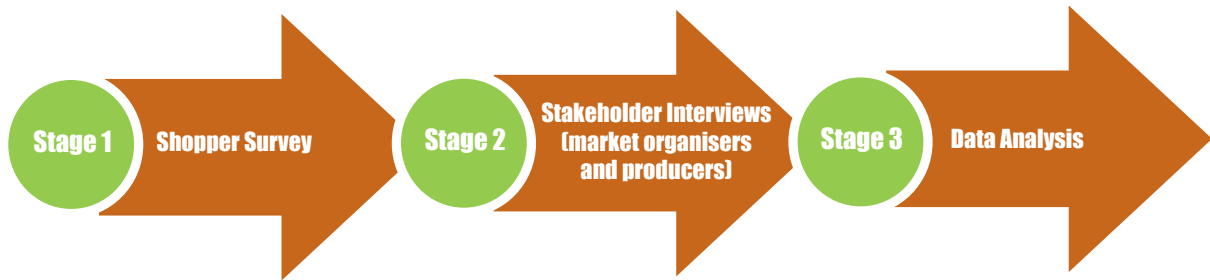 Stage 1
Shopper Survey
Stage 2
Stakeholder Interviews
(market organisers
and producers)
Stage 3
Data Analysis